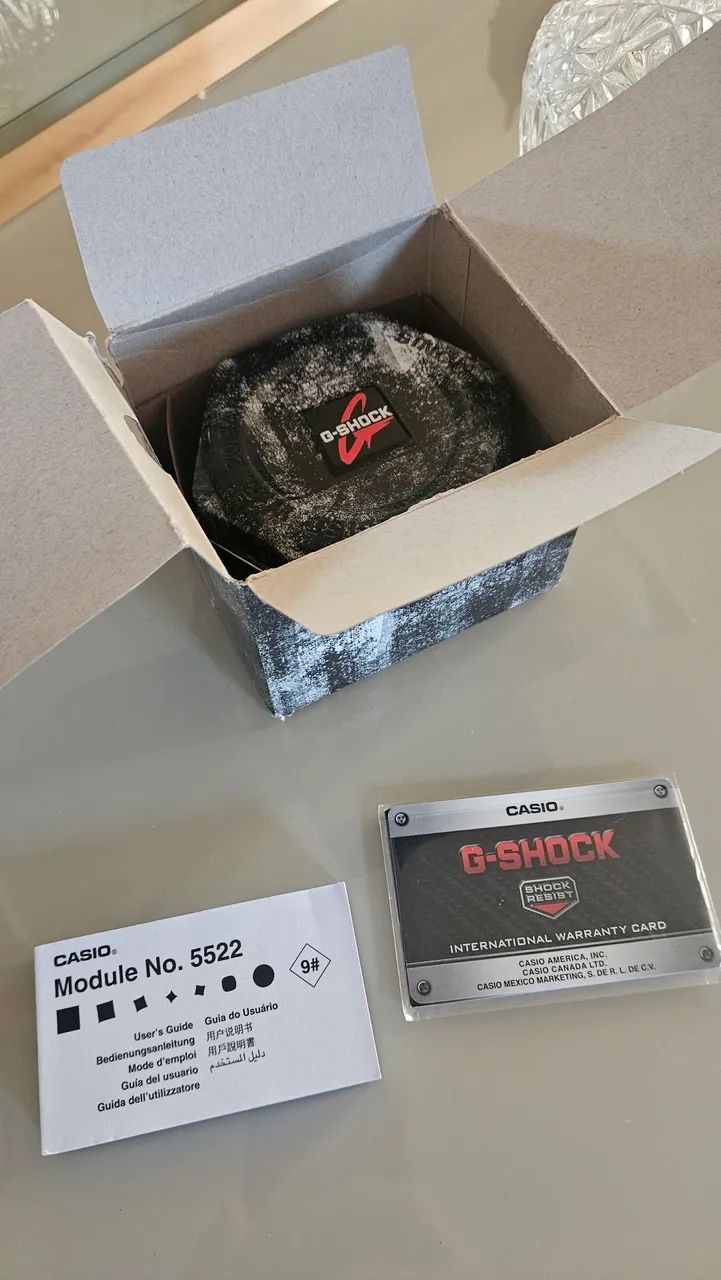 G-SHOCK
CASIO®
Module No. 5522
9#
User's Guide
Bedienungsanleitung
Mode d'emploi
Guía del usuario
Guida dell'utilizzatore
Guia do Usuário
用户说明书
用戶說明書
دليل المستخدم
CASIO®
G-SHOCK
SHOCK
RESIST
INTERNATIONAL WARRANTY CARD
CASIO AMERICA, INC.
CASIO CANADA LTD.
CASIO MEXICO MARKETING, S. DE R. L. DE C.V.